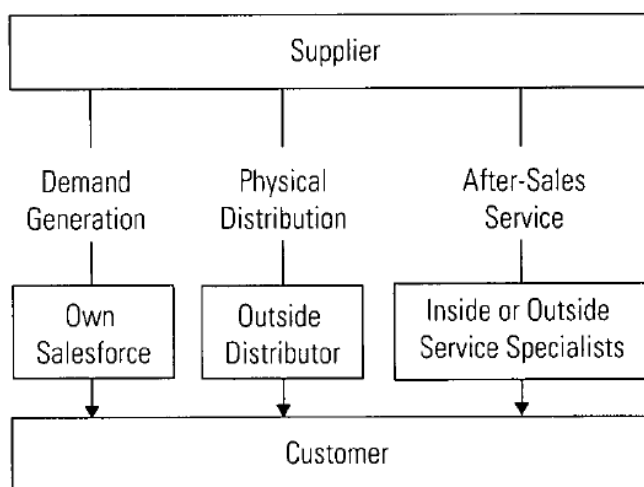 Supplier
Demand
Generation
Physical
Distribution
After-Sales
Service
Own
Salesforce
Outside
Distributor
Inside or Outside
Service Specialists
Customer